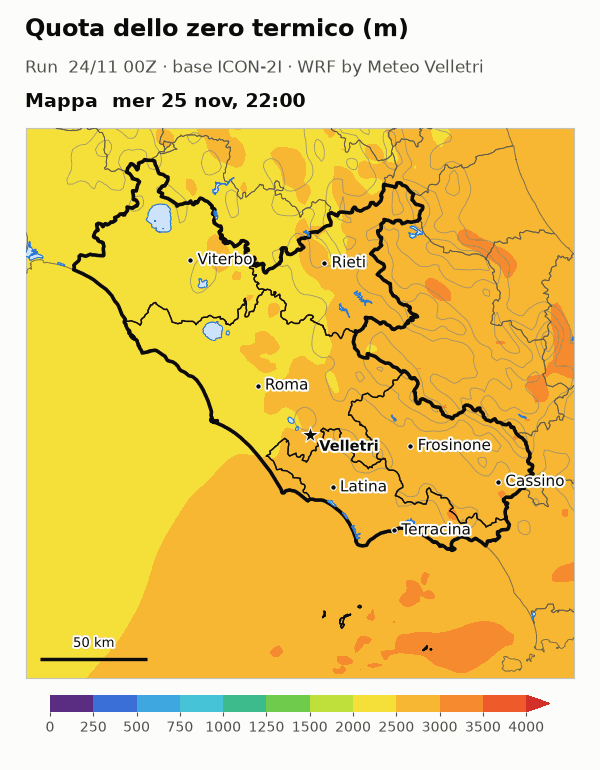 Quota dello zero termico (m)
Run 24/11 00Z · base ICON-2I · WRF by Meteo Velletri
Mappa mer 25 nov, 22:00
Viterbo
Rieti
Roma
Velletri
Frosinone
Cassino
Latina
Terracina
50 km
0 250 500 750 1000 1250 1500 2000 2500 3000 3500 4000